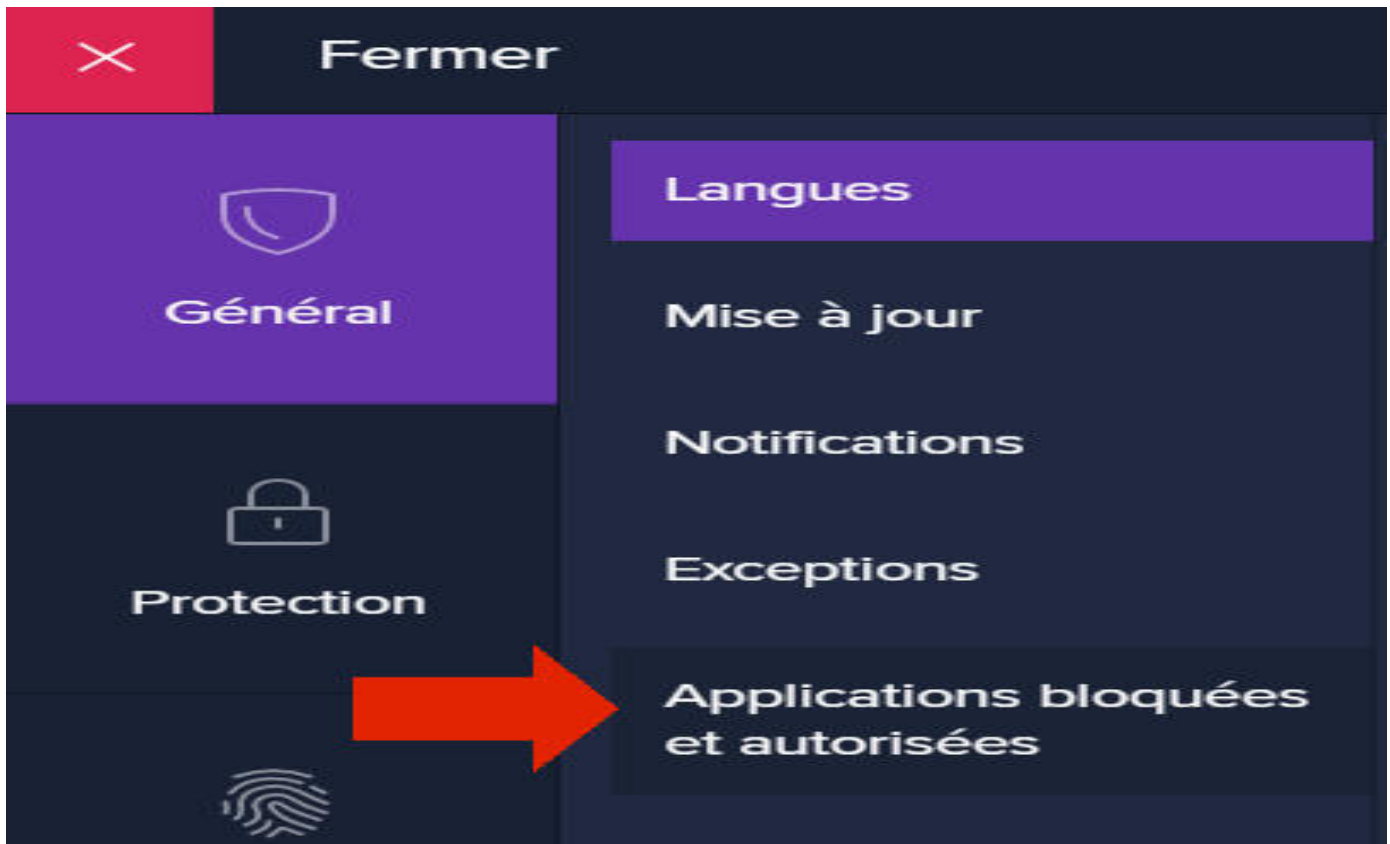 Fermer
Général
Protection
Langues
Mise à jour
Notifications
Exceptions
Applications bloquées
et autorisées